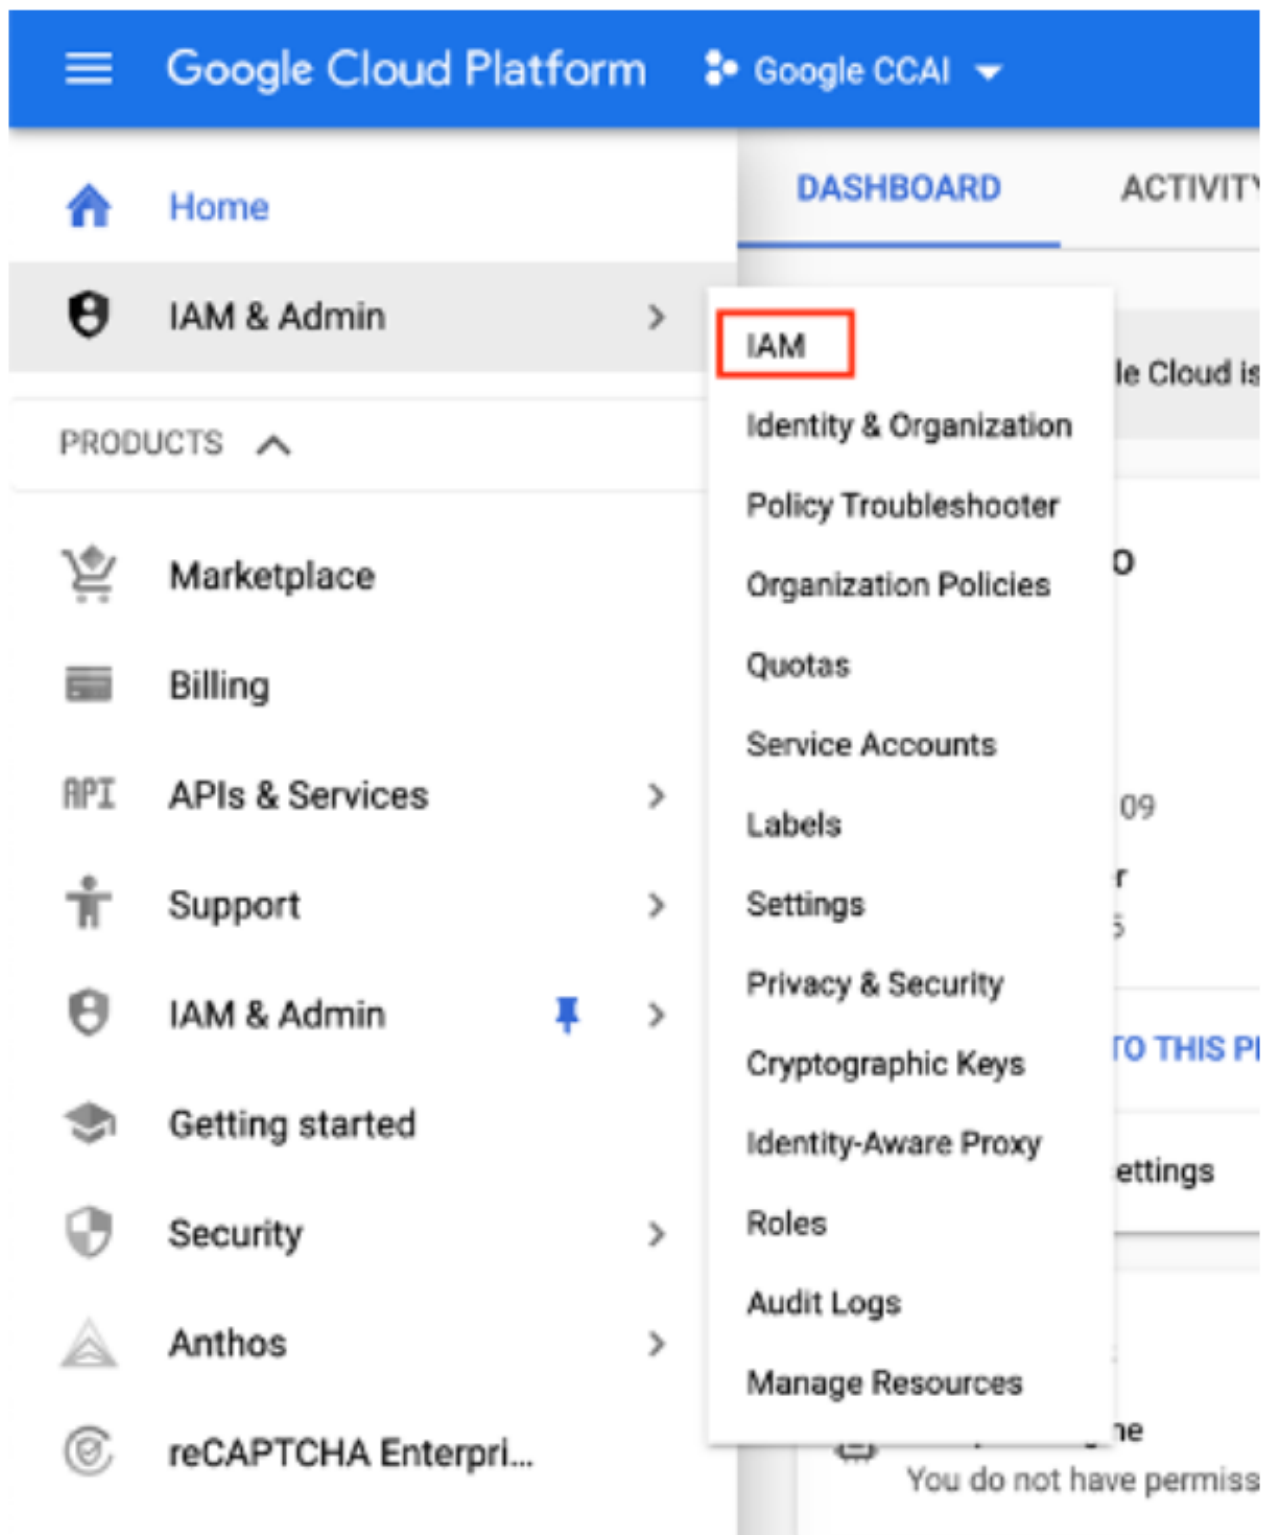 Google Cloud Platform
Google CCAI
Home
IAM & Admin
PRODUCTS
Marketplace
Billing
API
APIs & Services
Support
IAM & Admin
Getting started
Security
Anthos
reCAPTCHA Enterpri...
DASHBOARD
ACTIVITY
IAM
Identity & Organization
Policy Troubleshooter
Organization Policies
Quotas
Service Accounts
Labels
Settings
Privacy & Security
Cryptographic Keys
Identity-Aware Proxy
Roles
Audit Logs
Manage Resources
le Cloud is
09
TO THIS
ettings
You do not have permiss